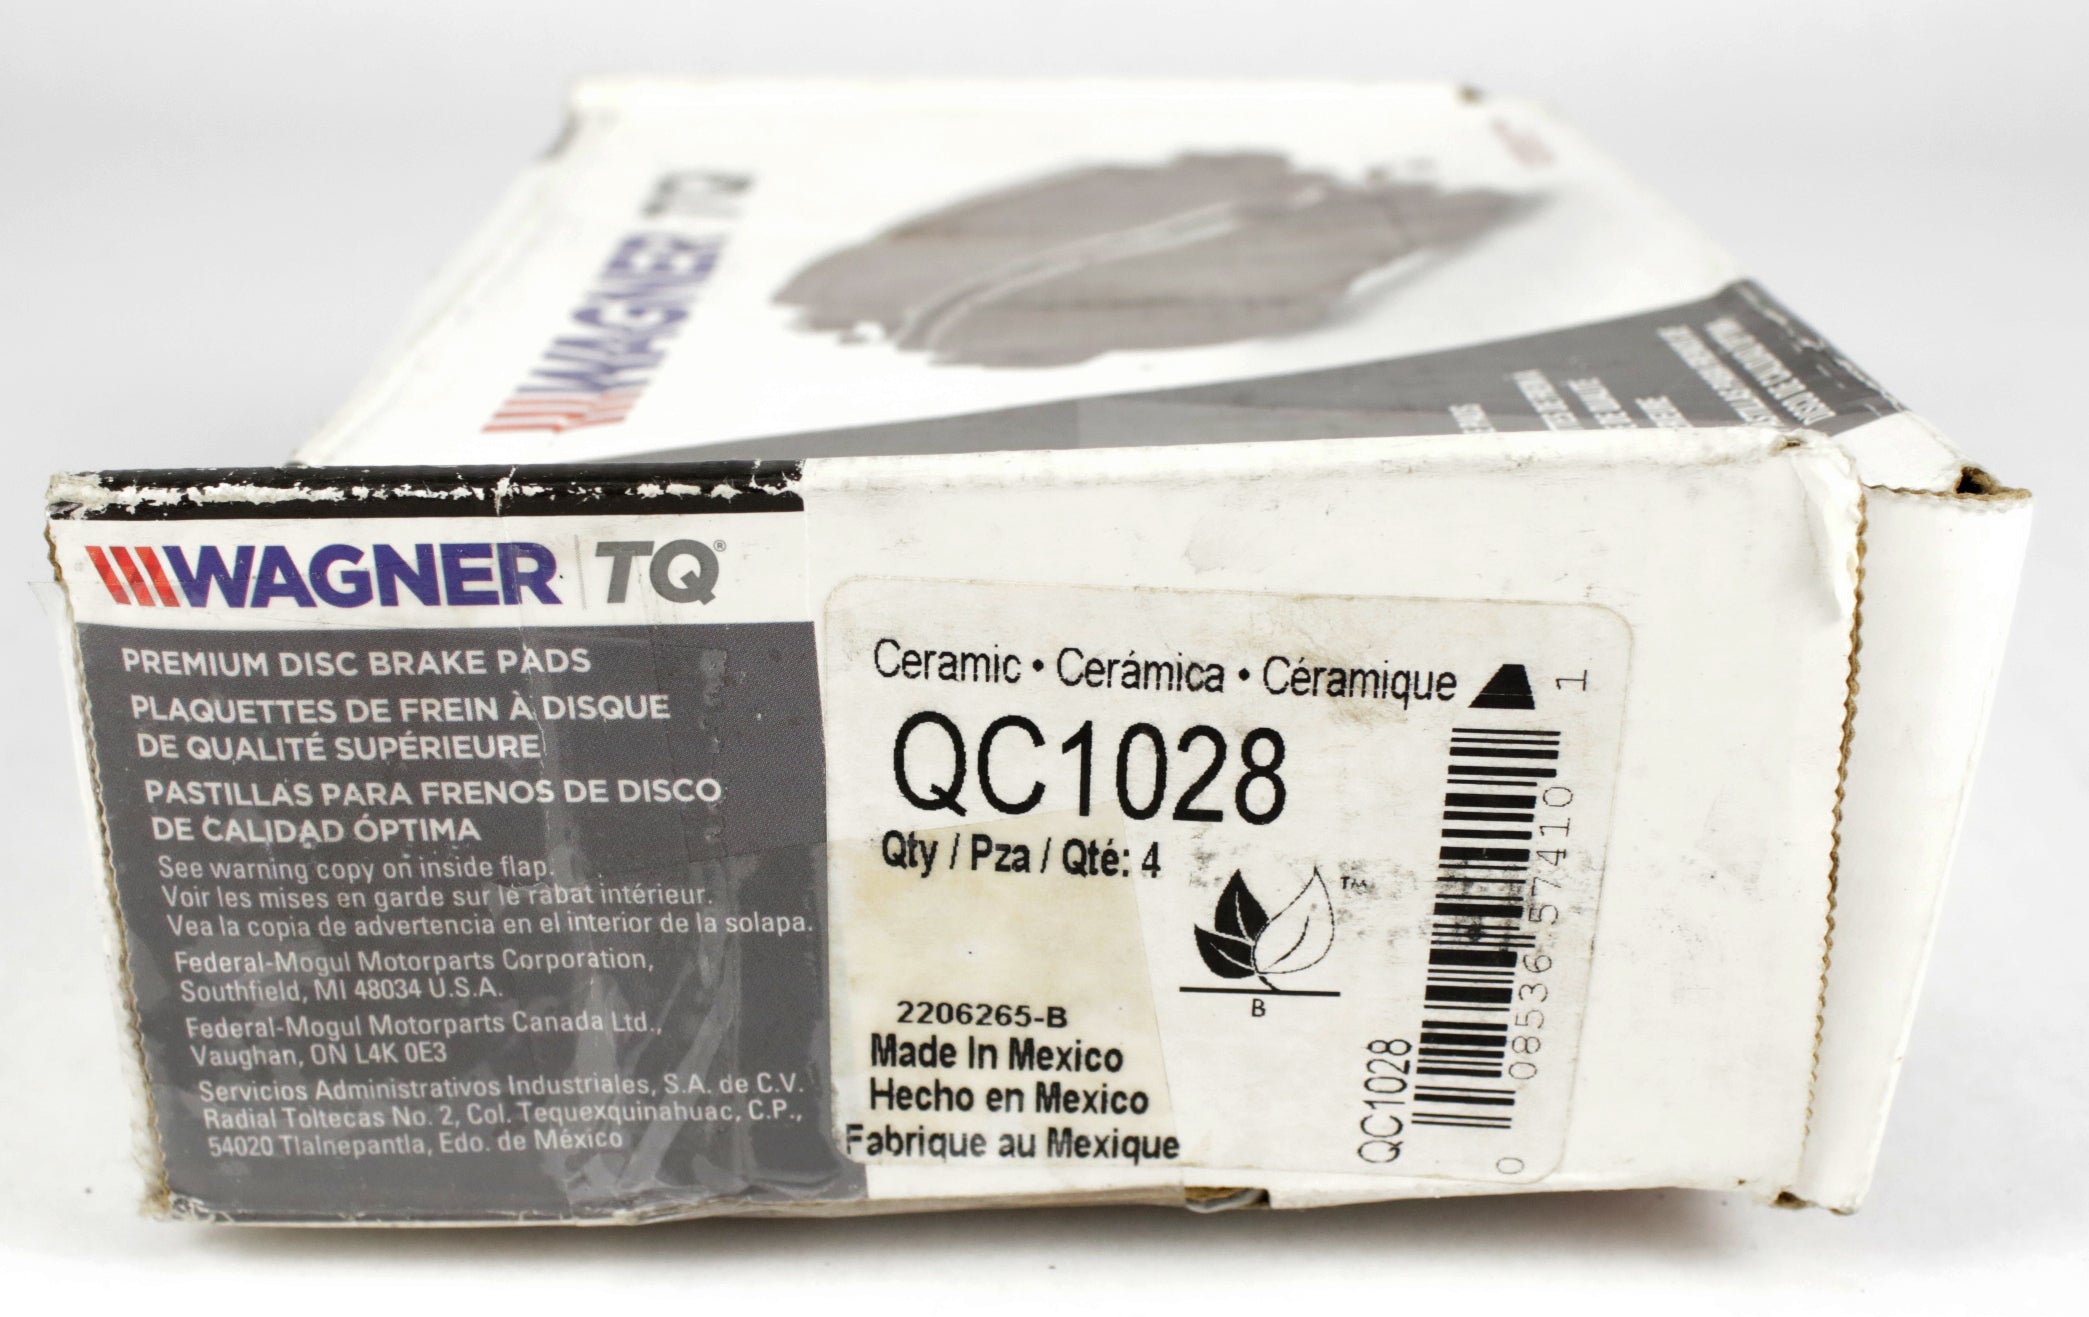 WAGNER TQ
WAGNER TQ®
PREMIUM DISC BRAKE PADS
PLAQUETTES DE FREIN À DISQUE
DE QUALITÉ SUPÉRIEURE
PASTILLAS PARA FRENOS DE DISCO
DE CALIDAD ÓPTIMA
See warning copy on inside flap.
Voir les mises en garde sur le rabat intérieur.
Vea la copia de advertencia en el interior de la solapa.
Federal-Mogul Motorparts Corporation,
Southfield, MI 48034 U.S.A.
Federal-Mogul Motorparts Canada Ltd.,
Vaughan, ON L4K 0E3
Servicios Administrativos Industriales, S.A. de C.V.
Radial Toltecas No. 2, Col. Tequexquinahuac, C.P.,
54020 Tlalnepantla, Edo. de México
Ceramic • Cerámica • Céramique
QC1028
Qty / Pza / Qté: 4
TM
B
2206265-B
Made In Mexico
Hecho en Mexico
Fabrique au Mexique
QC1028
0 08536 57410 1